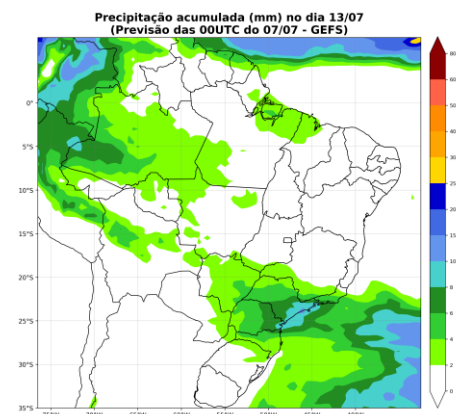 Precipitação acumulada (mm) no dia 13/07
(Previsão das 00UTC do 07/07 - GEFS)
0°
5°S
10°S
15°S
20°S
25°S
30°S
35°S
80
60
50
40
30
25
20
15
10
8
6
4
2
0